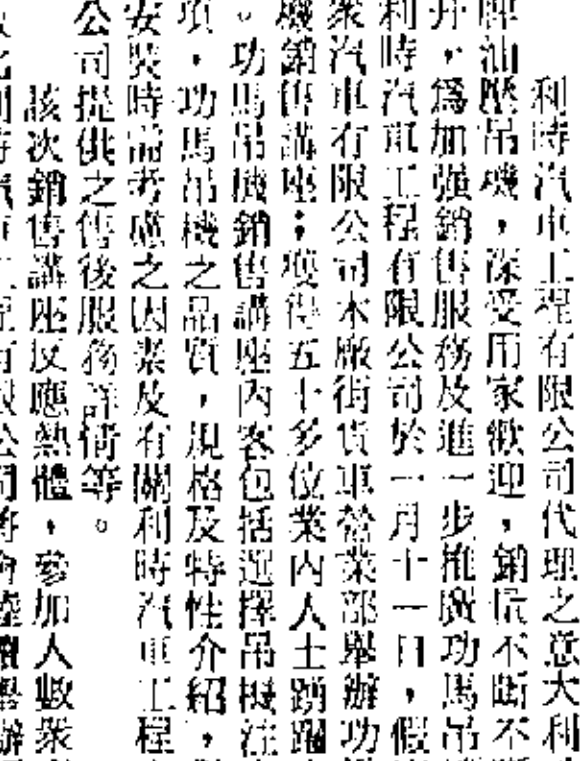 利時汽車工程有限公司代理之意大利
牌油壓吊機，深受用家歡迎，銷量不斷不
升，爲加强銷售服務及進一步推廣功馬吊
利時汽車工程有限公司於一月十一日，假
衆汽車有限公司木廠街貨車營業部舉辦功
機銷售講座；獲得五十多位業內人士踴躍
。功馬吊機銷售講座內容包括選擇吊機注
項，功馬吊機之品質，規格及特性介紹，
安裝時需考慮之因素及有關利時汽車工程
公司提供之售後服務詳情等。
該次銷售講座反應熱體，參加人數衆